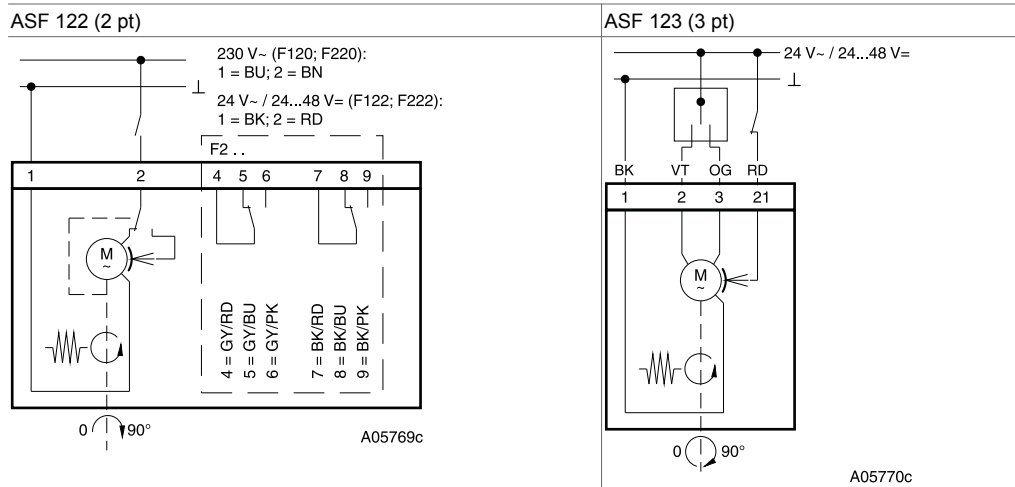 ASF 122 (2 pt)
230 V~ (F120; F220):
1 = BU; 2 = BN
24 V~ / 24...48 V= (F122; F222):
1 = BK; 2 = RD
F2 . .
1 2 4 5 6 7 8 9
M
~
4 = GY/RD
5 = GY/BU
6 = GY/PK
7 = BK/RD
8 = BK/BU
9 = BK/PK
0 90°
A05769c
ASF 123 (3 pt)
24 V~ / 24...48 V=
BK VT OG RD
1 2 3 21
M
~
0 90°
A05770c